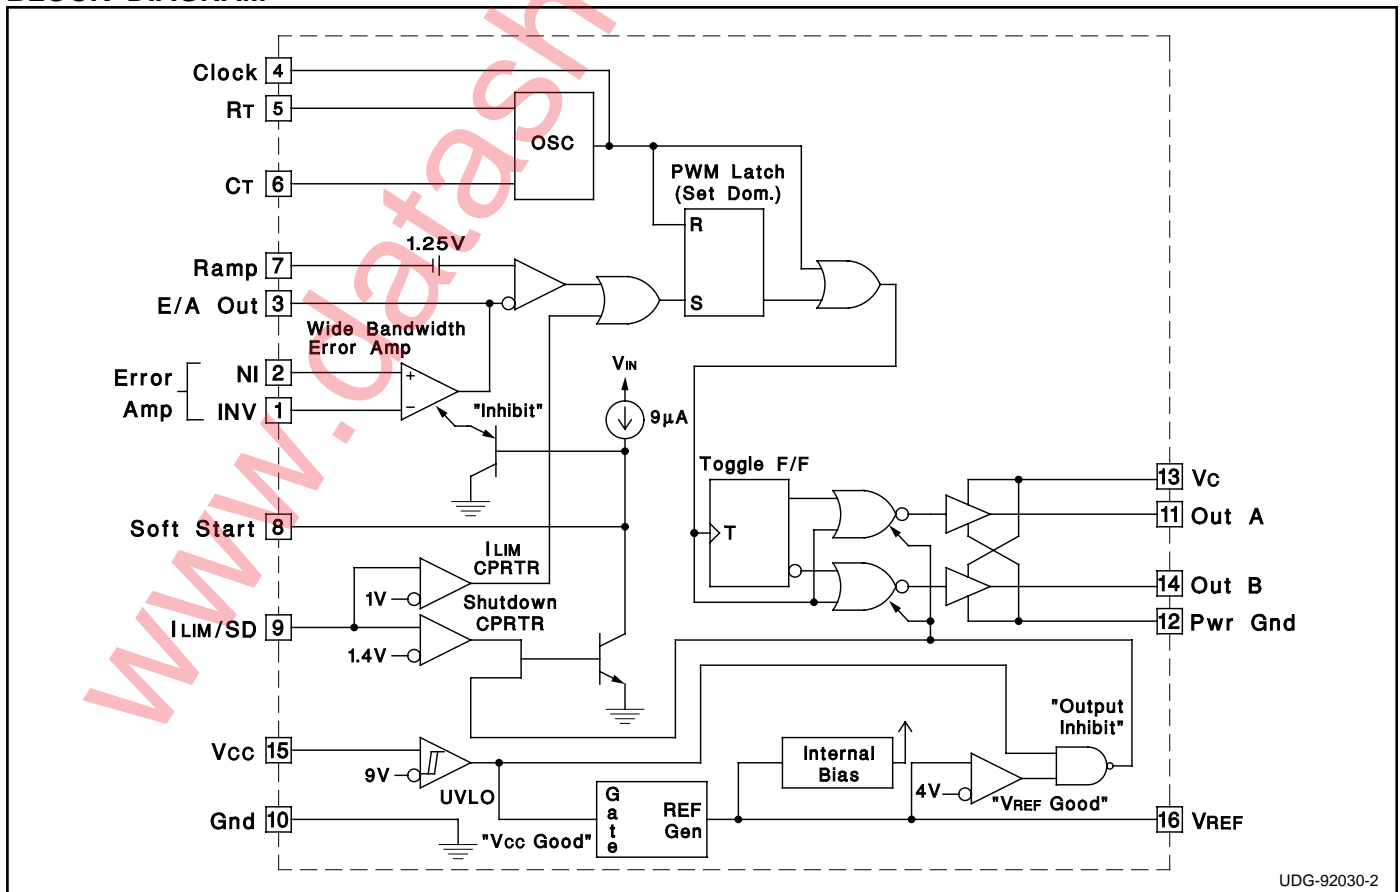 BLOCK DIAGRAM
Clock 4
RT 5
CT 6
OSC
PWM Latch
(Set Dom.)
R
S
1.25V
Ramp 7
E/A Out 3
Wide Bandwidth
Error Amp
Error
Amp
NI 2
INV 1
+
−
"Inhibit"
VIN
9µA
Toggle F/F
T
13 Vc
11 Out A
14 Out B
12 Pwr Gnd
Soft Start 8
ILIM
CPRTR
1V
Shutdown
CPRTR
ILIM/SD 9
1.4V
"Output
Inhibit"
Vcc 15
9V
UVLO
Internal
Bias
4V
"VREF Good"
Gnd 10
"Vcc Good"
Gate
REF
Gen
16 VREF
UDG-92030-2
www.datash